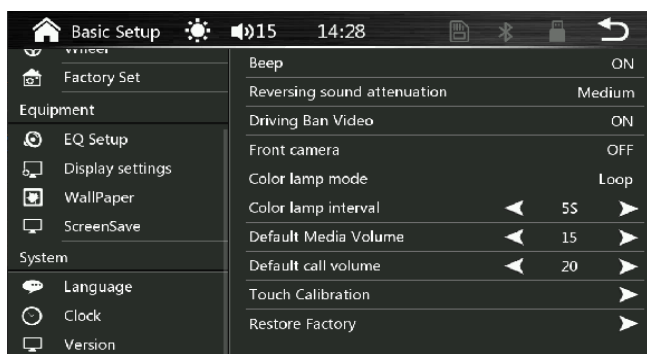 Basic Setup 15 14:28
Wheel
Factory Set
Equipment
EQ Setup
Display settings
WallPaper
ScreenSave
System
Language
Clock
Version
Beep ON
Reversing sound attenuation Medium
Driving Ban Video ON
Front camera OFF
Color lamp mode Loop
Color lamp interval 5S
Default Media Volume 15
Default call volume 20
Touch Calibration
Restore Factory